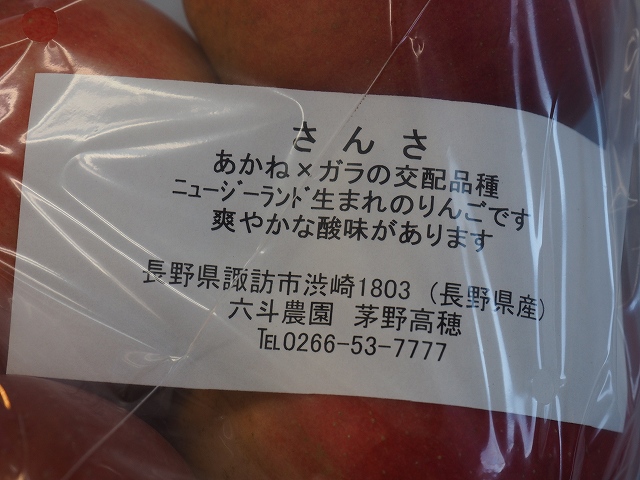 さんさ
あかね×ガラの交配品種
ニュージーランド生まれのりんごです
爽やかな酸味があります
長野県諏訪市渋崎1803 (長野県産)
六斗農園 茅野高穂
℡0266-53-7777